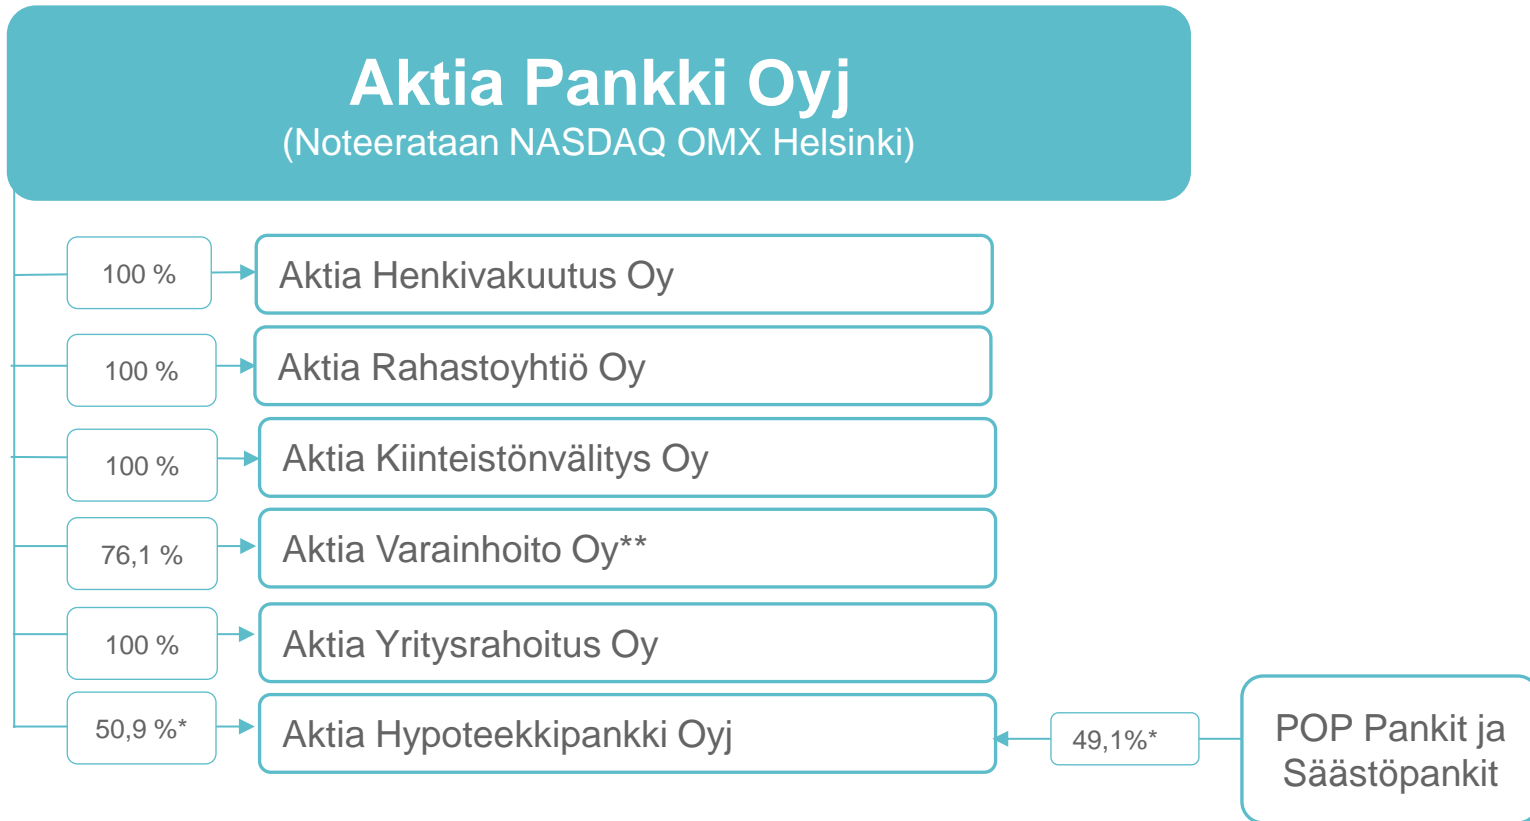 Aktia Pankki Oyj
(Noteerataan NASDAQ OMX Helsinki)
100 %
Aktia Henkivakuutus Oy
100 %
Aktia Rahastoyhtiö Oy
100 %
Aktia Kiinteistönvälitys Oy
76,1 %
Aktia Varainhoito Oy**
100 %
Aktia Yritysrahoitus Oy
50,9 %*
Aktia Hypoteekkipankki Oyj
49,1%*
POP Pankit ja
Säästöpankit